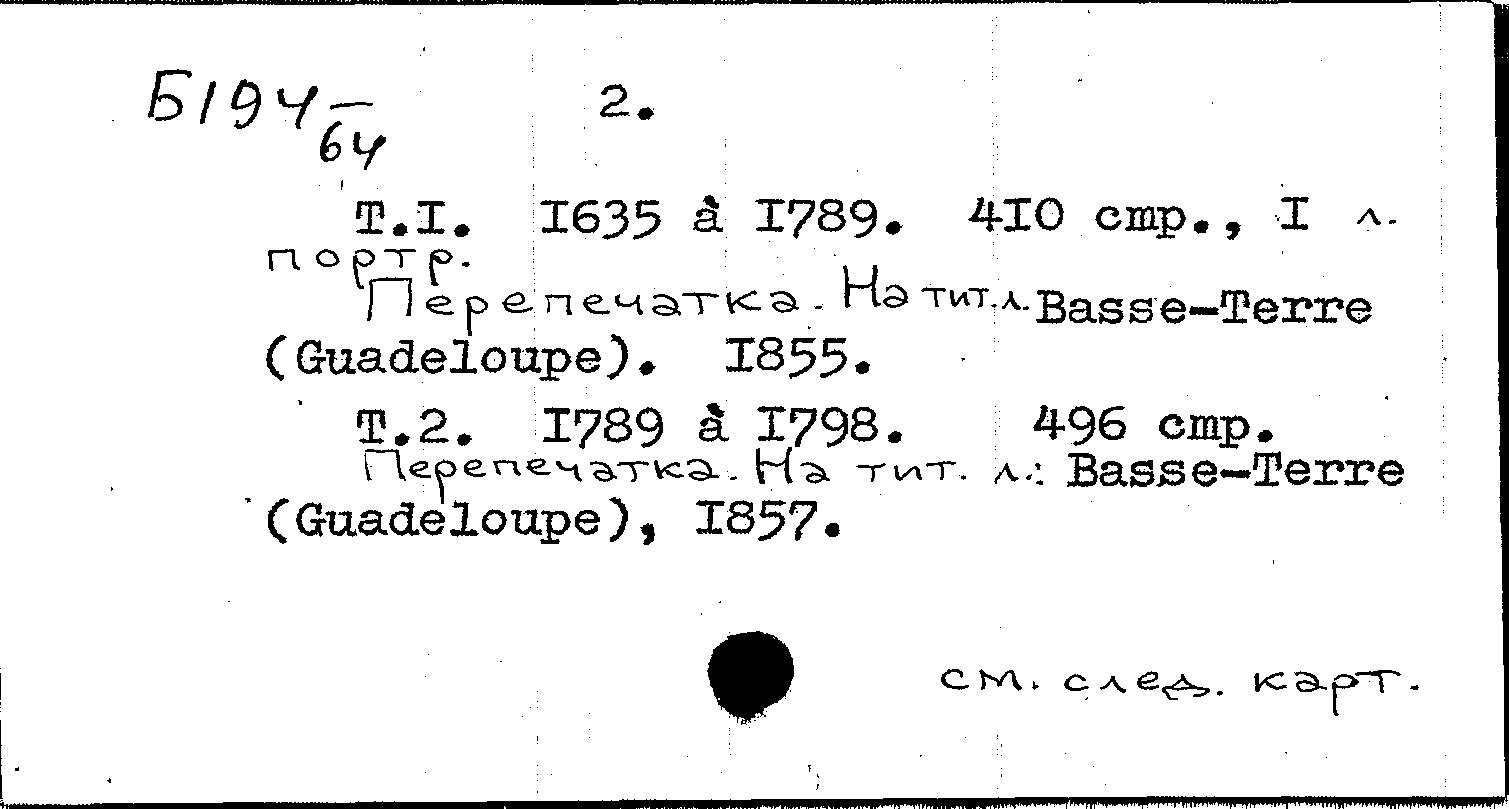 Б194-    2.
64
Т.I. I635 à I789. 4I0 стр., I л.
портр.
Перепечатка. На тит.л. Basse-Terre
(Guadeloupe). I855.
Т.2. I789 à I798. 496 стр.
Перепечатка. На тит. л.: Basse-Terre
(Guadeloupe), I857.
см. след. карт.